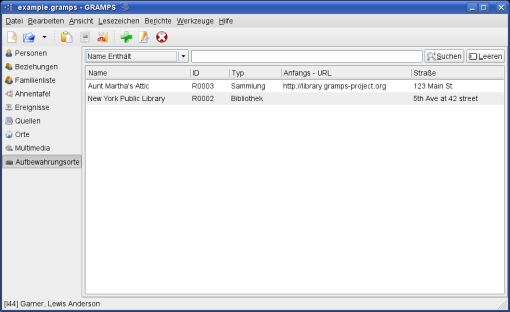 example.gramps - GRAMPS
Datei Bearbeiten Ansicht Lesezeichen Berichte Werkzeuge Hilfe
Personen
Beziehungen
Familienliste
Ahnentafel
Ereignisse
Quellen
Orte
Multimedia
Aufbewahrungsorte
Name Enthält Suchen Leeren
Name ID Typ Anfangs - URL Straße
Aunt Martha's Attic R0003 Sammlung http://library.gramps-project.org 123 Main St
New York Public Library R0002 Bibliothek 5th Ave at 42 street
[I44] Garner, Lewis Anderson